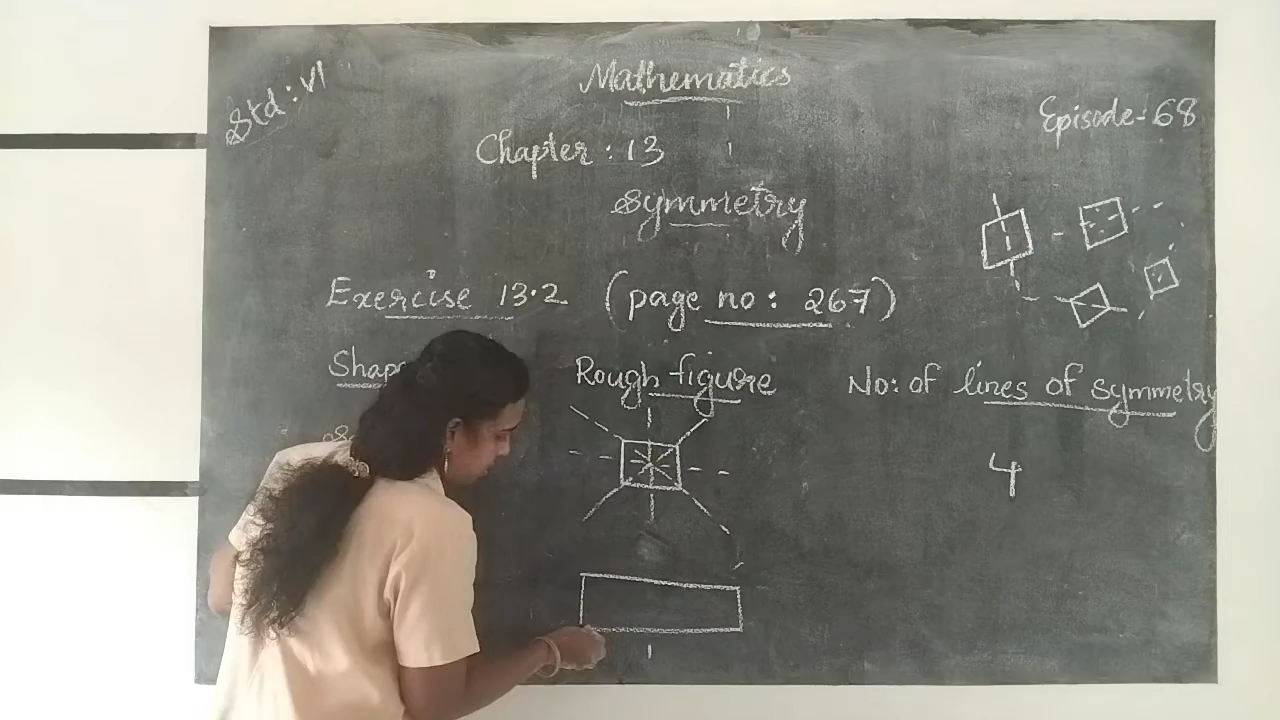 Std: VI
Mathematics
Episode-68
Chapter: 13
Symmetry
Exercise 13.2 (page no: 267)
Rough figure
No: of lines of symmetry
4